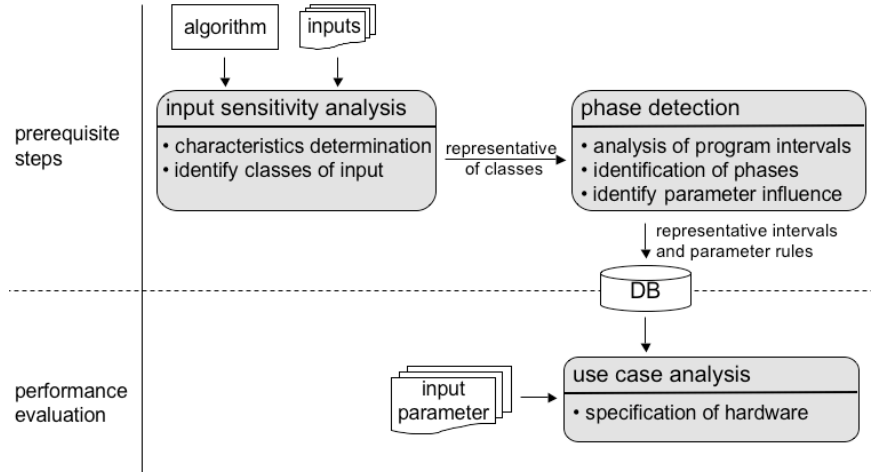 algorithm
inputs
prerequisite
steps
input sensitivity analysis
• characteristics determination
• identify classes of input
representative
of classes
phase detection
• analysis of program intervals
• identification of phases
• identify parameter influence
representative intervals
and parameter rules
DB
performance
evaluation
input
parameter
use case analysis
• specification of hardware